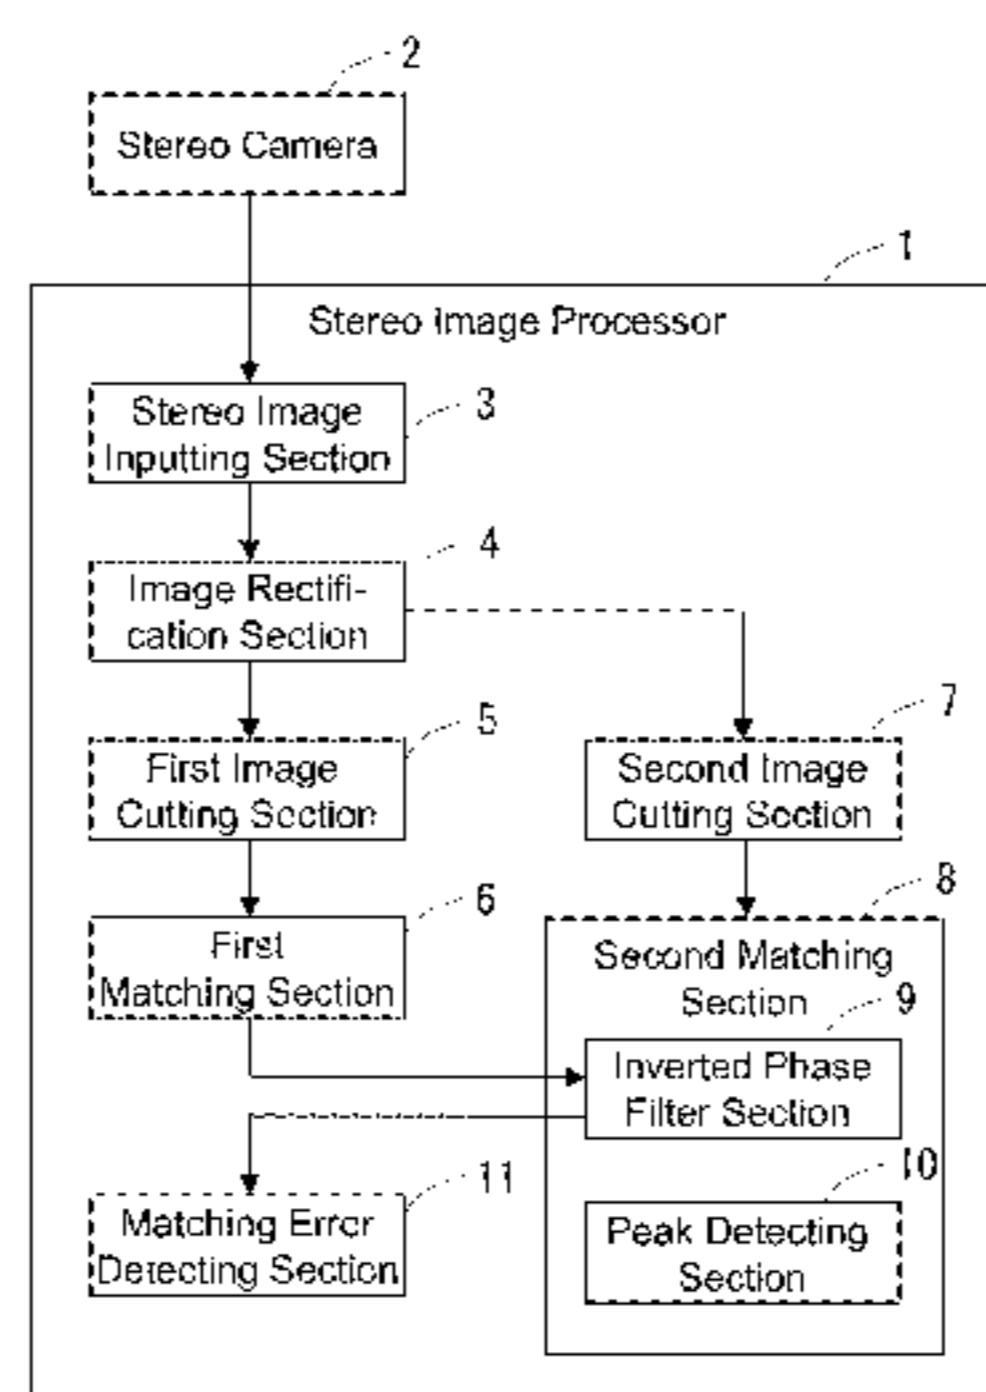 2
Stereo Camera
1
Stereo Image Processor
Stereo Image
Inputting Section
3
Image Rectifi-
cation Section
4
First Image
Cutting Section
5
Second Image
Cutting Section
7
First
Matching Section
6
Second Matching
Section
8
Inverted Phase
Filter Section
9
Matching Error
Detecting Section
11
Peak Detecting
Section
10